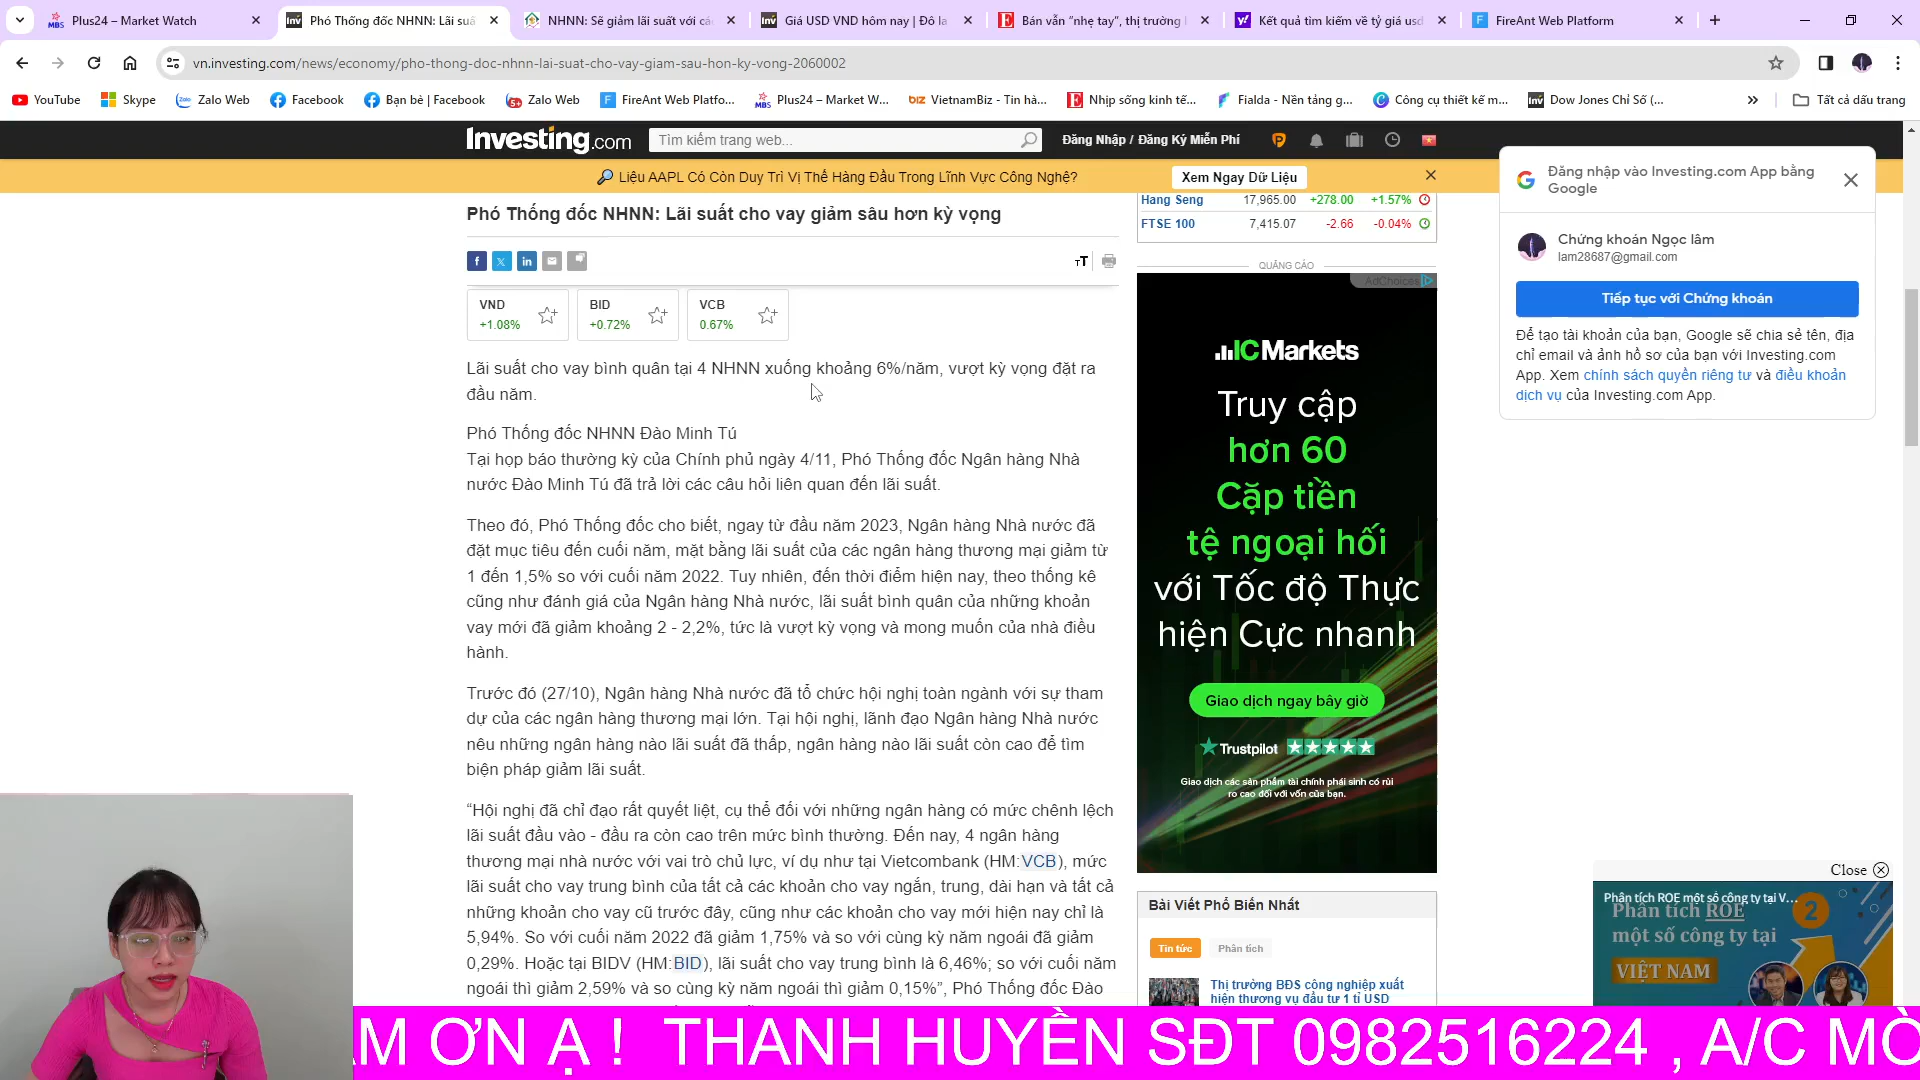 Plus24 – Market Watch
Phó Thống đốc NHNN: Lãi suấ
NHNN: Sẽ giảm lãi suất với các
Giá USD VND hôm nay | Đô la
Bán vẫn "nhẹ tay", thị trường
Kết quả tìm kiếm về tỷ giá usd
FireAnt Web Platform
vn.investing.com/news/economy/pho-thong-doc-nhnn-lai-suat-cho-vay-giam-sau-hon-ky-vong-2060002
YouTube
Skype
Zalo Web
Facebook
Bạn bè | Facebook
Zalo Web
FireAnt Web Platfo...
Plus24 – Market W...
VietnamBiz - Tin hà...
Nhịp sống kinh tế...
Fialda - Nền tảng g...
Công cụ thiết kế m...
Dow Jones Chỉ Số (...
Tất cả dấu trang
Investing.com
Tìm kiếm trang web...
Đăng Nhập / Đăng Ký Miễn Phí
Liệu AAPL Có Còn Duy Trì Vị Thế Hàng Đầu Trong Lĩnh Vực Công Nghệ?
Xem Ngay Dữ Liệu
Phó Thống đốc NHNN: Lãi suất cho vay giảm sâu hơn kỳ vọng
VND
+1.08%
BID
+0.72%
VCB
0.67%
Lãi suất cho vay bình quân tại 4 NHNN xuống khoảng 6%/năm, vượt kỳ vọng đặt ra
đầu năm.
Phó Thống đốc NHNN Đào Minh Tú
Tại họp báo thường kỳ của Chính phủ ngày 4/11, Phó Thống đốc Ngân hàng Nhà
nước Đào Minh Tú đã trả lời các câu hỏi liên quan đến lãi suất.
Theo đó, Phó Thống đốc cho biết, ngay từ đầu năm 2023, Ngân hàng Nhà nước đã
đặt mục tiêu đến cuối năm, mặt bằng lãi suất của các ngân hàng thương mại giảm từ
1 đến 1,5% so với cuối năm 2022. Tuy nhiên, đến thời điểm hiện nay, theo thống kê
cũng như đánh giá của Ngân hàng Nhà nước, lãi suất bình quân của những khoản
vay mới đã giảm khoảng 2 - 2,2%, tức là vượt kỳ vọng và mong muốn của nhà điều
hành.
Trước đó (27/10), Ngân hàng Nhà nước đã tổ chức hội nghị toàn ngành với sự tham
dự của các ngân hàng thương mại lớn. Tại hội nghị, lãnh đạo Ngân hàng Nhà nước
nêu những ngân hàng nào lãi suất đã thấp, ngân hàng nào lãi suất còn cao để tìm
biện pháp giảm lãi suất.
“Hội nghị đã chỉ đạo rất quyết liệt, cụ thể đối với những ngân hàng có mức chênh lệch
lãi suất đầu vào - đầu ra còn cao trên mức bình thường. Đến nay, 4 ngân hàng
thương mại nhà nước với vai trò chủ lực, ví dụ như tại Vietcombank (HM:VCB), mức
lãi suất cho vay trung bình của tất cả các khoản cho vay ngắn, trung, dài hạn và tất cả
những khoản cho vay cũ trước đây, cũng như các khoản cho vay mới hiện nay chỉ là
5,94%. So với cuối năm 2022 đã giảm 1,75% và so với cùng kỳ năm ngoái đã giảm
0,29%. Hoặc tại BIDV (HM:BID), lãi suất cho vay trung bình là 6,46%; so với cuối năm
ngoái thì giảm 2,59% và so cùng kỳ năm ngoái thì giảm 0,15%”, Phó Thống đốc Đào
Hang Seng 17,965.00 +278.00 +1.57%
FTSE 100 7,415.07 -2.66 -0.04%
QUẢNG CÁO
AdChoices
IC Markets
Truy cập
hơn 60
Cặp tiền
tệ ngoại hối
với Tốc độ Thực
hiện Cực nhanh
Giao dịch ngay bây giờ
Trustpilot
Giao dịch các sản phẩm tài chính phái sinh có rủi
ro cao đối với vốn của bạn.
Bài Viết Phổ Biến Nhất
Tin tức
Phân tích
Thị trường BĐS công nghiệp xuất
hiện thương vụ đầu tư 1 tỉ USD
Đăng nhập vào Investing.com App bằng
Google
Chứng khoán Ngọc lâm
lam28687@gmail.com
Tiếp tục với Chứng khoán
Để tạo tài khoản của bạn, Google sẽ chia sẻ tên, địa
chỉ email và ảnh hồ sơ của bạn với Investing.com
App. Xem chính sách quyền riêng tư và điều khoản
dịch vụ của Investing.com App.
Close
Phân tích ROE một số công ty tại V...
Phân tích ROE
một số công ty tại
VIỆT NAM
2
ẢM ƠN Ạ ! THANH HUYỀN SĐT 0982516224 , A/C MỞ